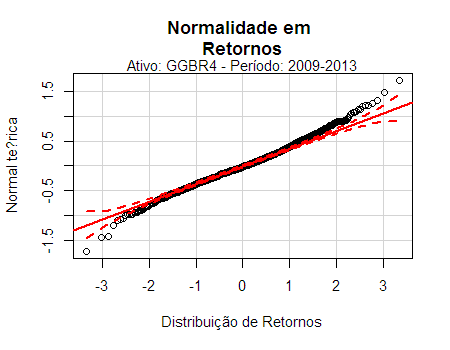 Normalidade em
Retornos
Ativo: GGBR4 - Período: 2009-2013
Normal te?rica
1.5
0.5
-0.5
-1.5
-3 -2 -1 0 1 2 3
Distribuição de Retornos